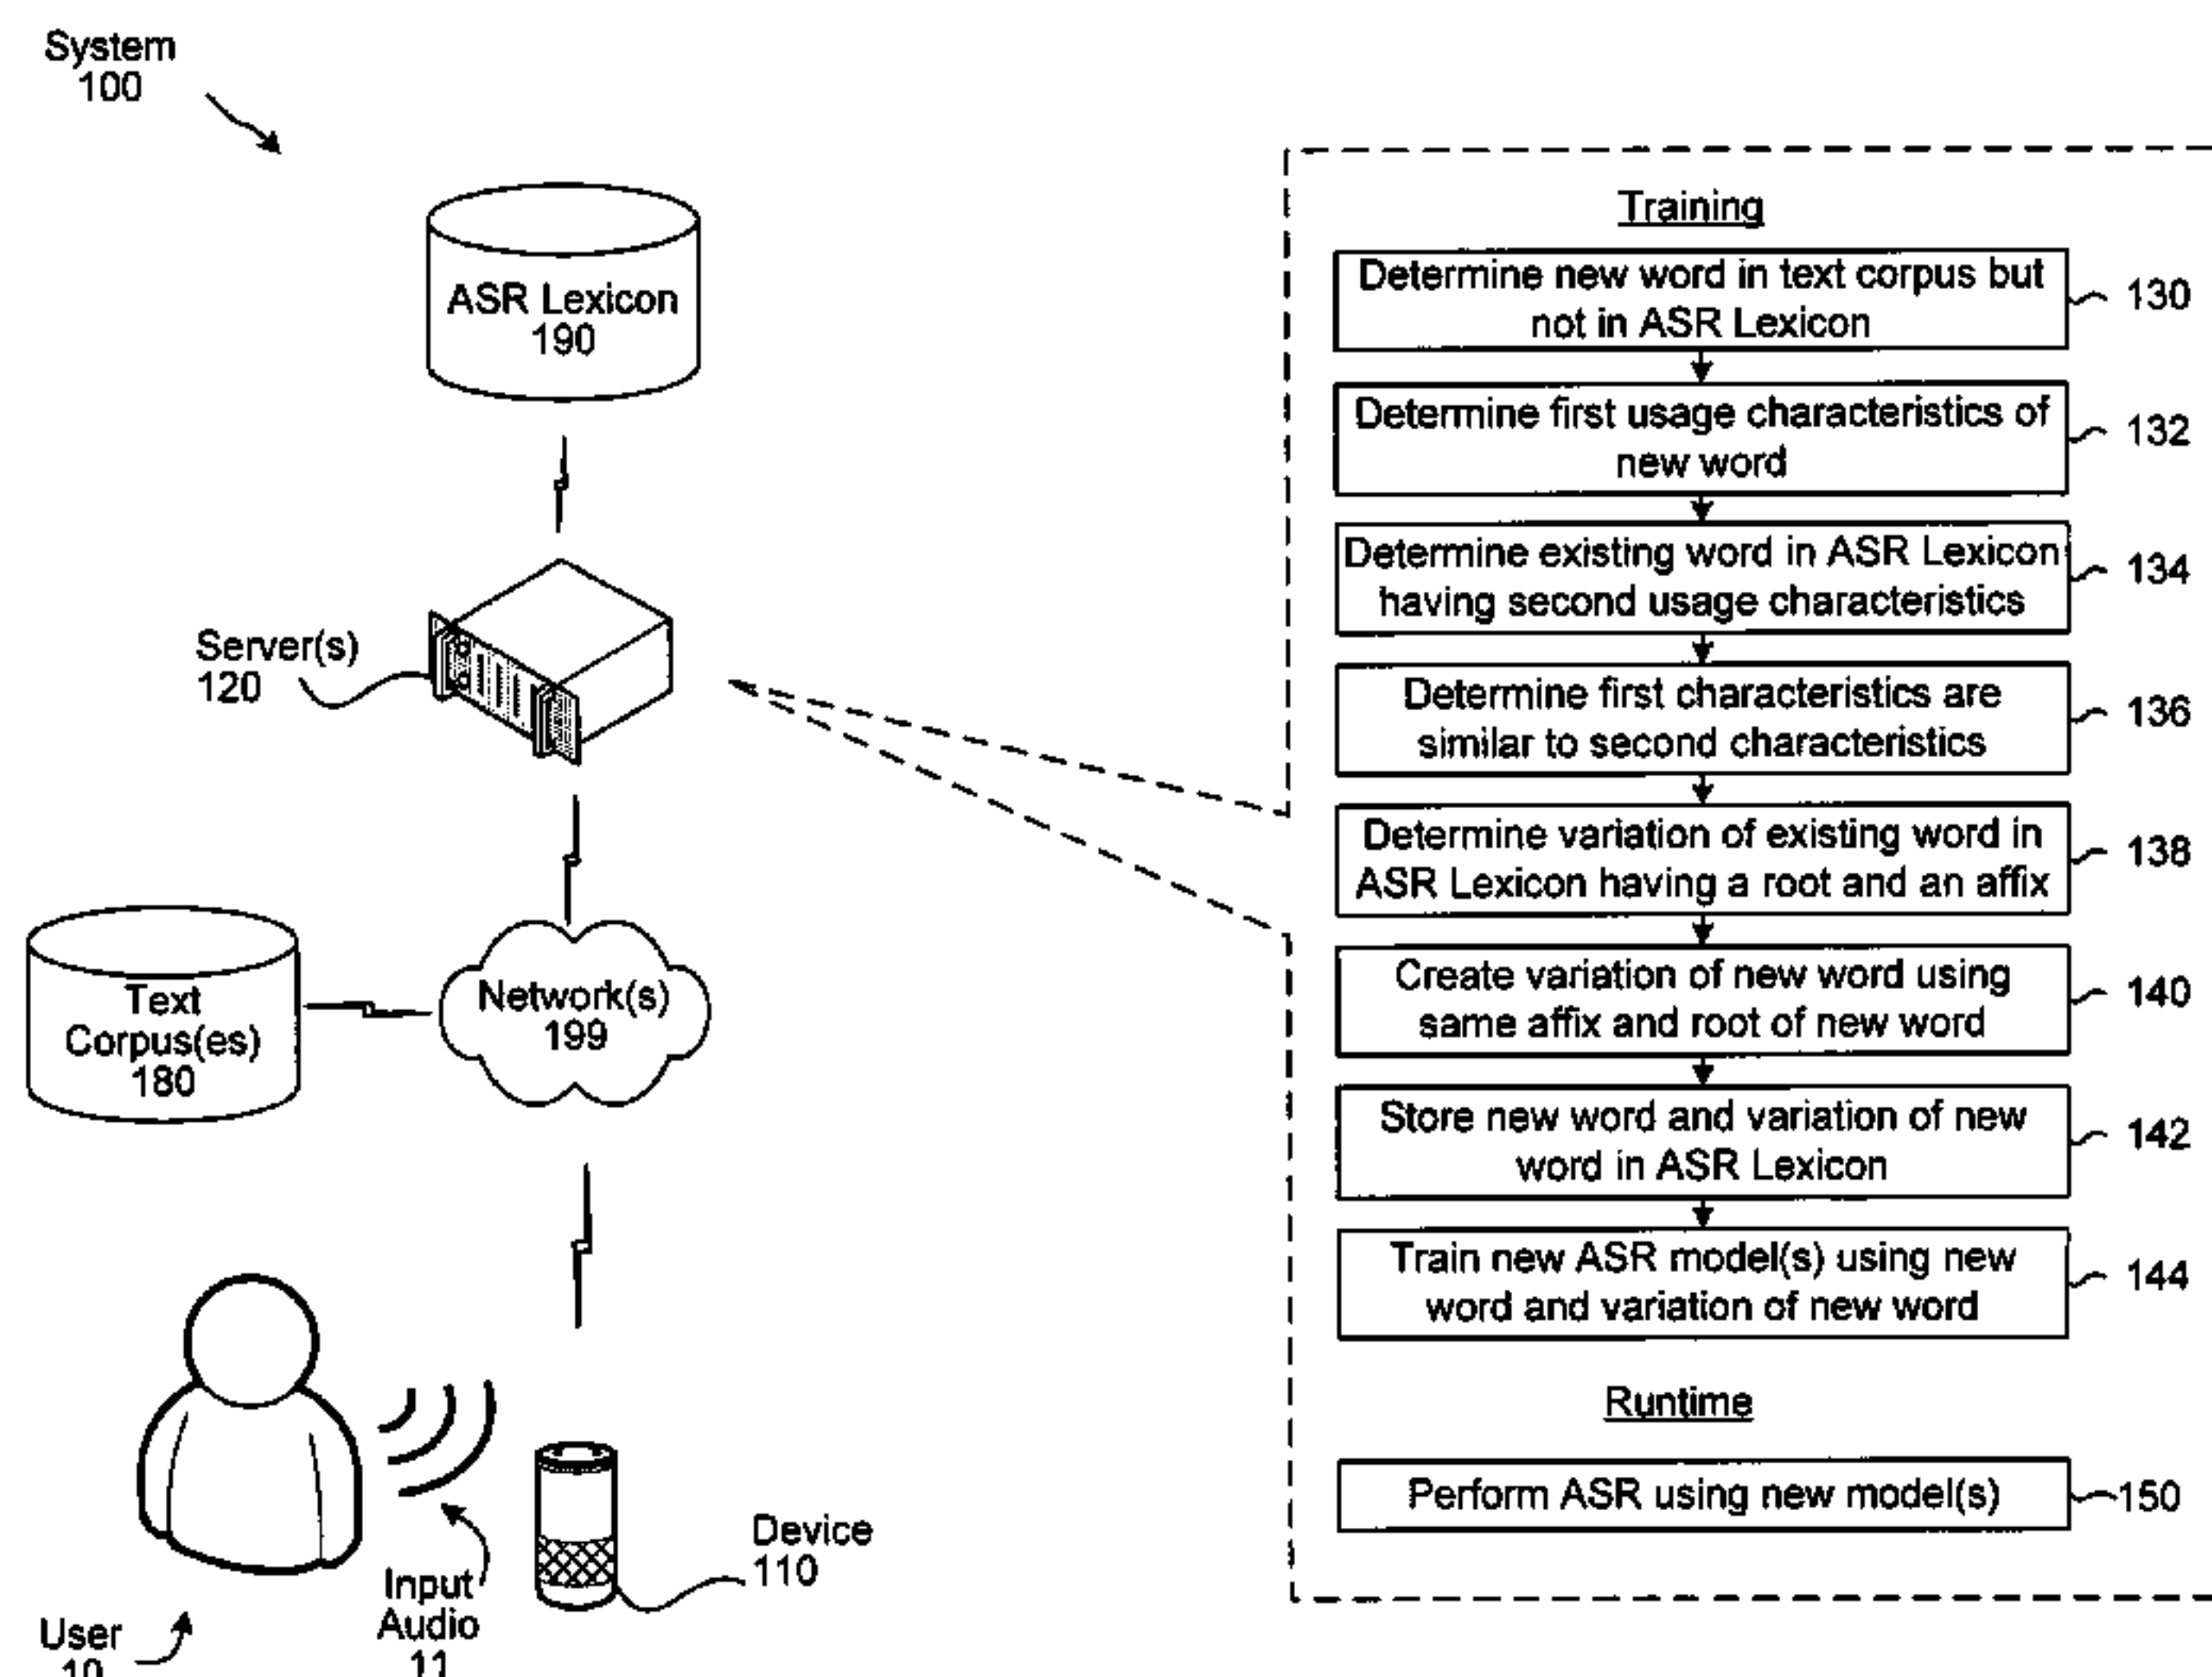 System
100
ASR Lexicon
190
Server(s)
120
Text
Corpus(es)
180
Network(s)
199
Device
110
Input
Audio
11
User
10
Training
Determine new word in text corpus but
not in ASR Lexicon
130
Determine first usage characteristics of
new word
132
Determine existing word in ASR Lexicon
having second usage characteristics
134
Determine first characteristics are
similar to second characteristics
136
Determine variation of existing word in
ASR Lexicon having a root and an affix
138
Create variation of new word using
same affix and root of new word
140
Store new word and variation of new
word in ASR Lexicon
142
Train new ASR model(s) using new
word and variation of new word
144
Runtime
Perform ASR using new model(s)
150